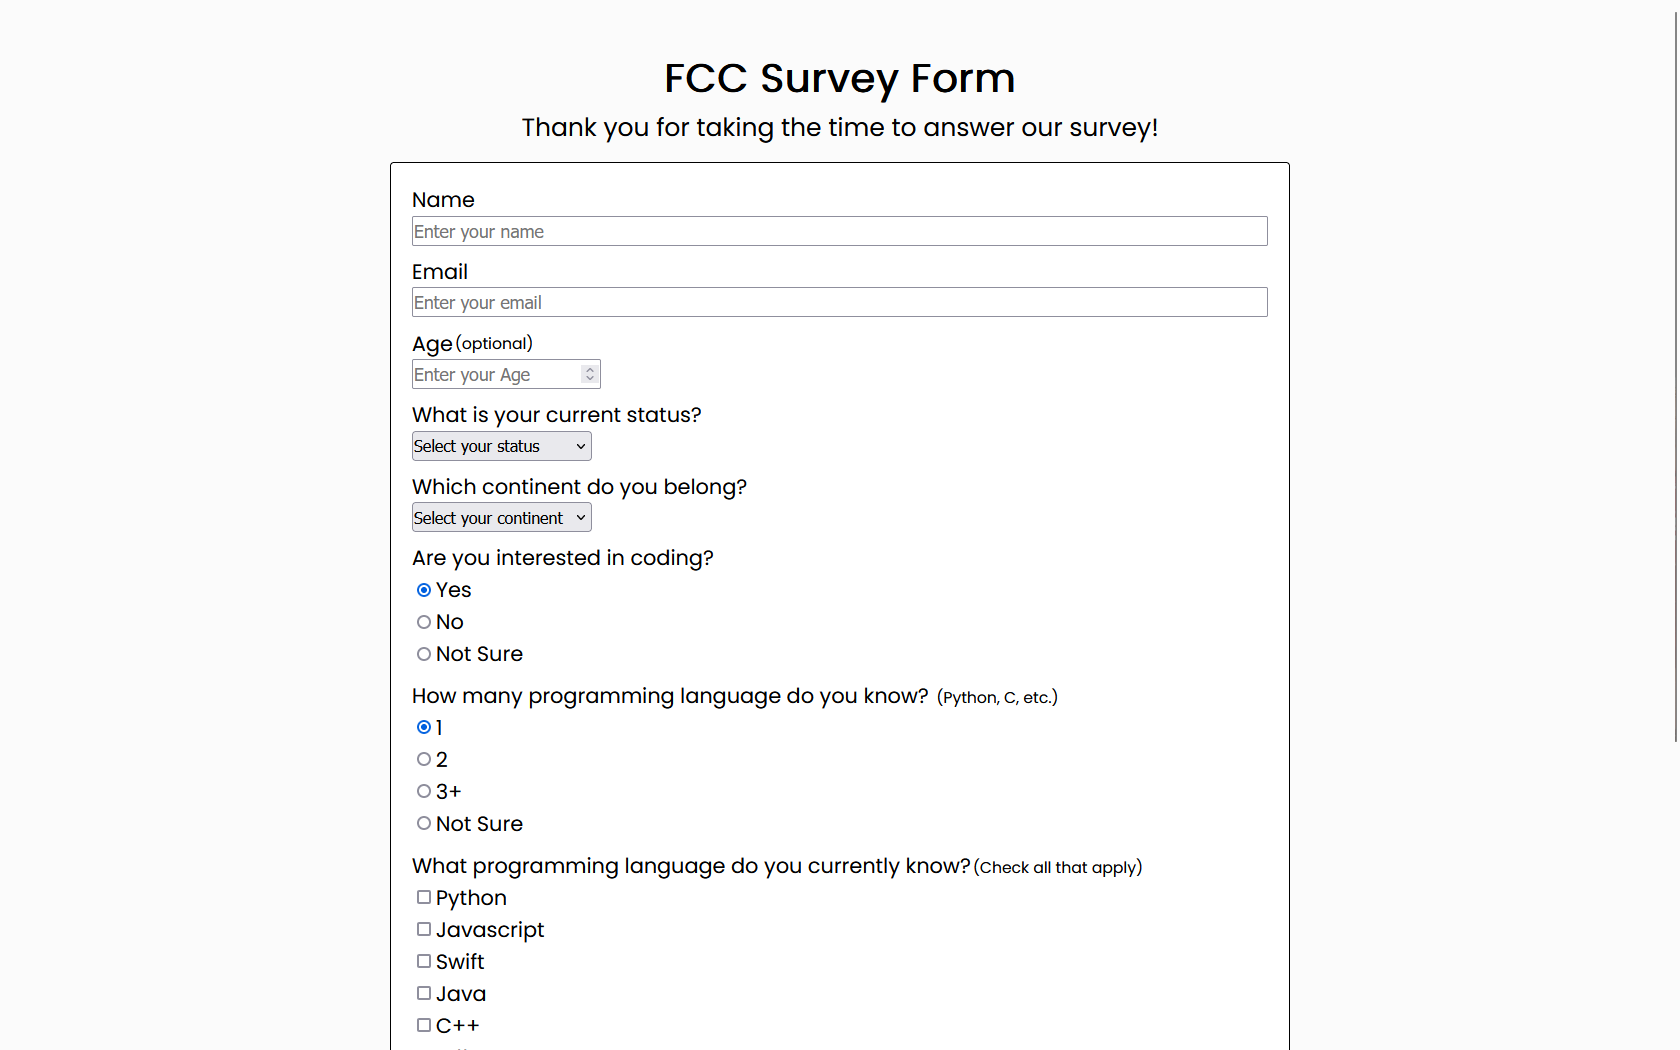 FCC Survey Form
Thank you for taking the time to answer our survey!
Name
Enter your name
Email
Enter your email
Age (optional)
Enter your Age
What is your current status?
Select your status
Which continent do you belong?
Select your continent
Are you interested in coding?
Yes
No
Not Sure
How many programming language do you know? (Python, C, etc.)
1
2
3+
Not Sure
What programming language do you currently know? (Check all that apply)
Python
Javascript
Swift
Java
C++